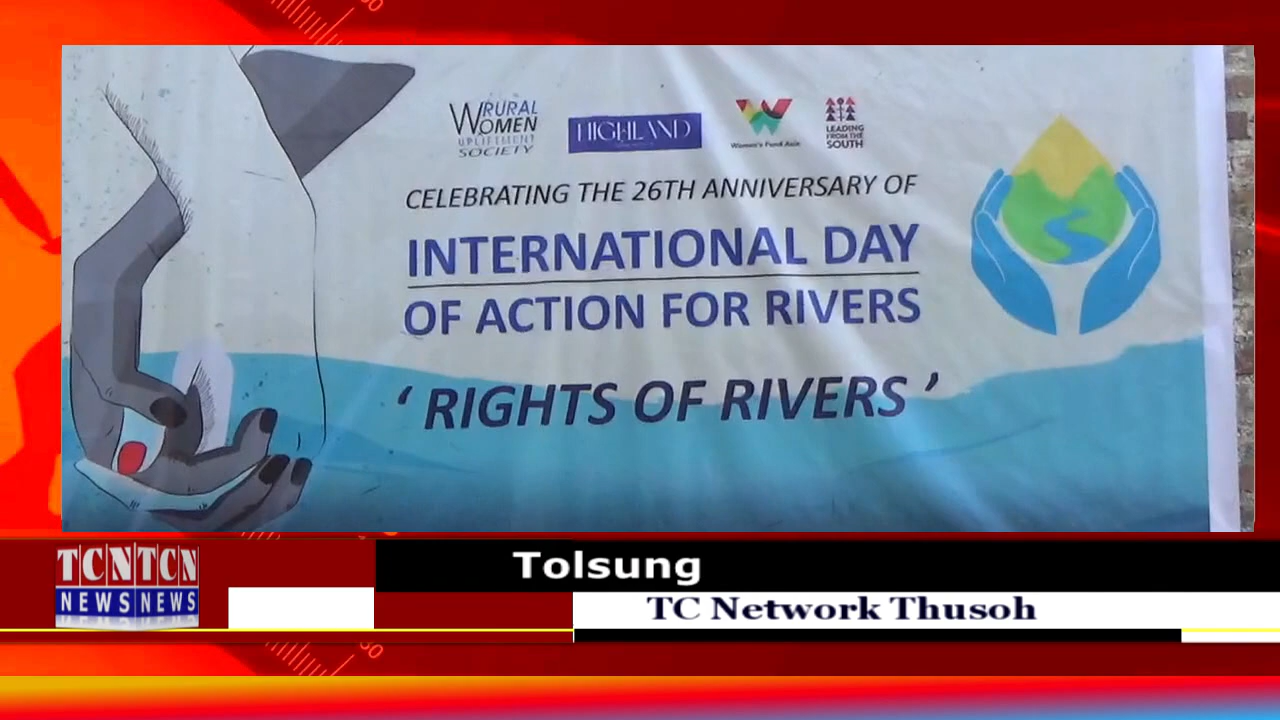 RURAL
WOMEN
UPLIFTMENT
SOCIETY
HIGHLAND
Women's Fund Asia
LEADING
FROM THE
SOUTH
CELEBRATING THE 26TH ANNIVERSARY OF
INTERNATIONAL DAY
OF ACTION FOR RIVERS
‘ RIGHTS OF RIVERS ’
TCN TCN
NEWS NEWS
Tolsung
TC Network Thusoh